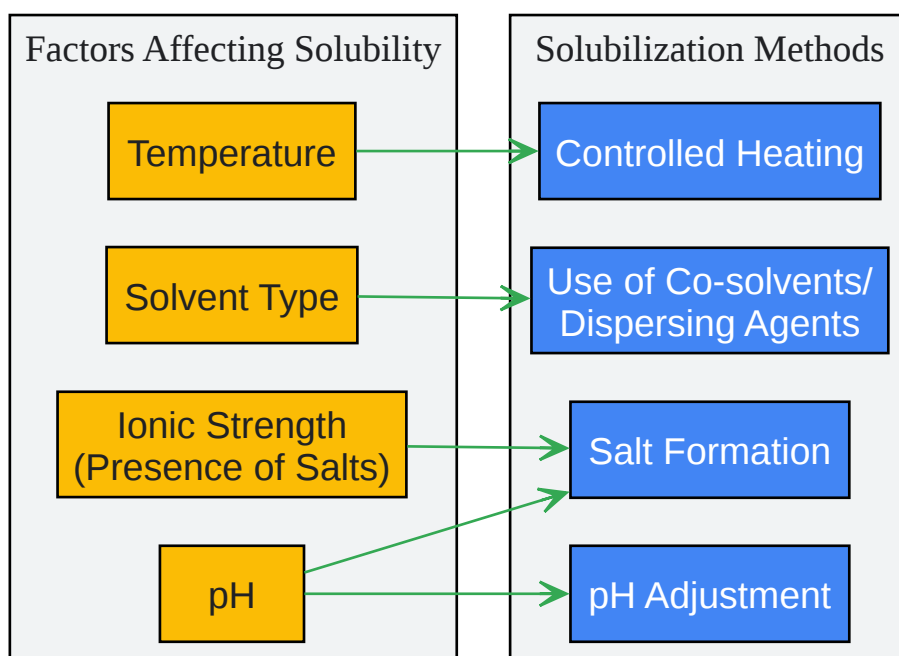 Factors Affecting Solubility
Temperature
Solvent Type
Ionic Strength
(Presence of Salts)
pH
Solubilization Methods
Controlled Heating
Use of Co-solvents/
Dispersing Agents
Salt Formation
pH Adjustment